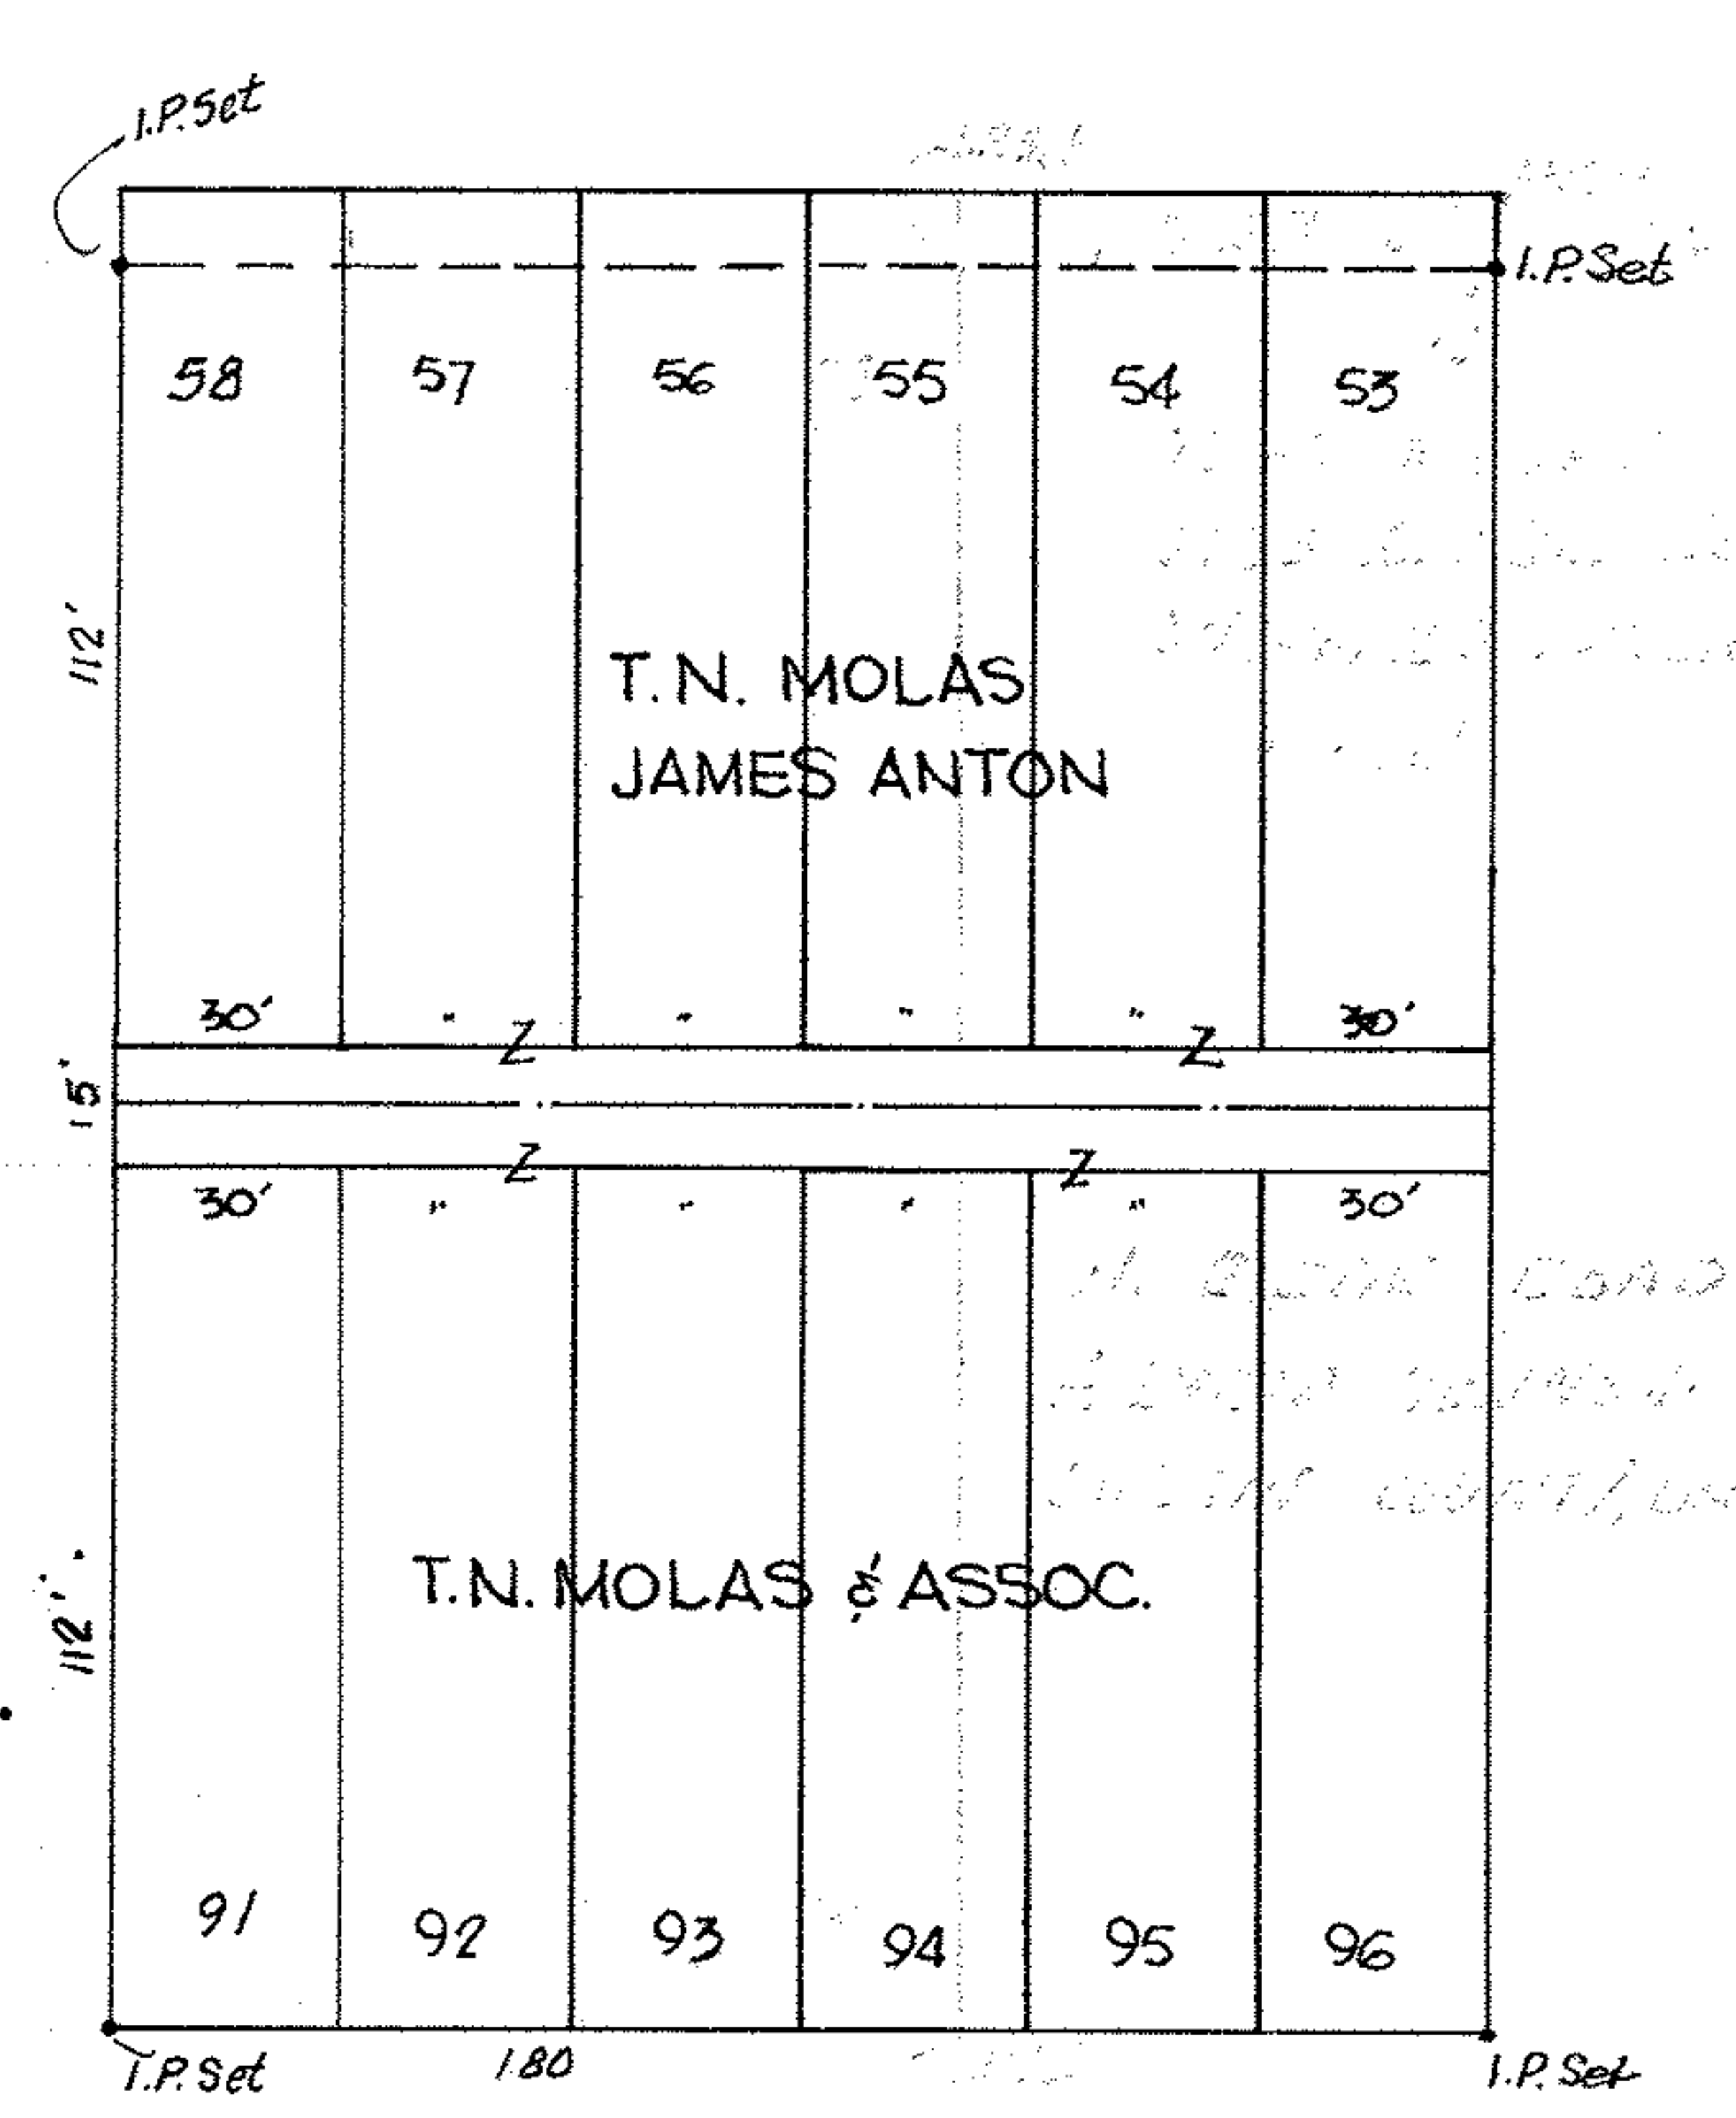 I.P. Set
I.P. Set
58 57 56 55 54 53
112'
T.N. MOLAS
JAMES ANTON
30' " " " " 30'
Z Z
15'
Z Z
30' " " " " 30'
T.N. MOLAS & ASSOC.
112'
91 92 93 94 95 96
I.P. Set 180 I.P. Set